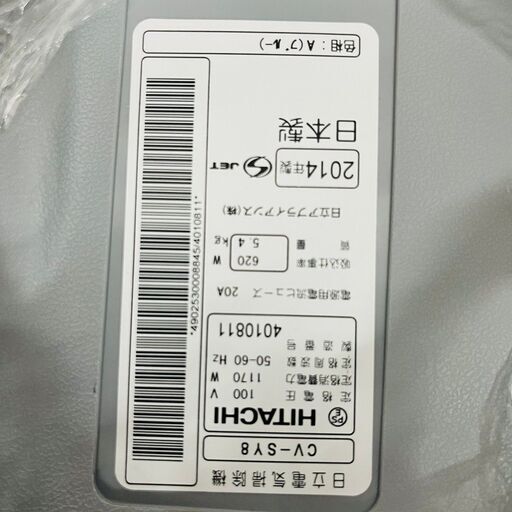 日立電気掃除機
CV-SY8
PS E HITACHI
定格電圧 100 V
定格消費電力 1170 W
定格周波数 50-60 Hz
製造番号
4010811
電源用電流ヒューズ 20A
吸込仕事率 620 W
質量 5.4 kg
日立アプライアンス(株)
2014年製 S JET
日本製
色相:A(ブルー)
*4902530008845/4010811*